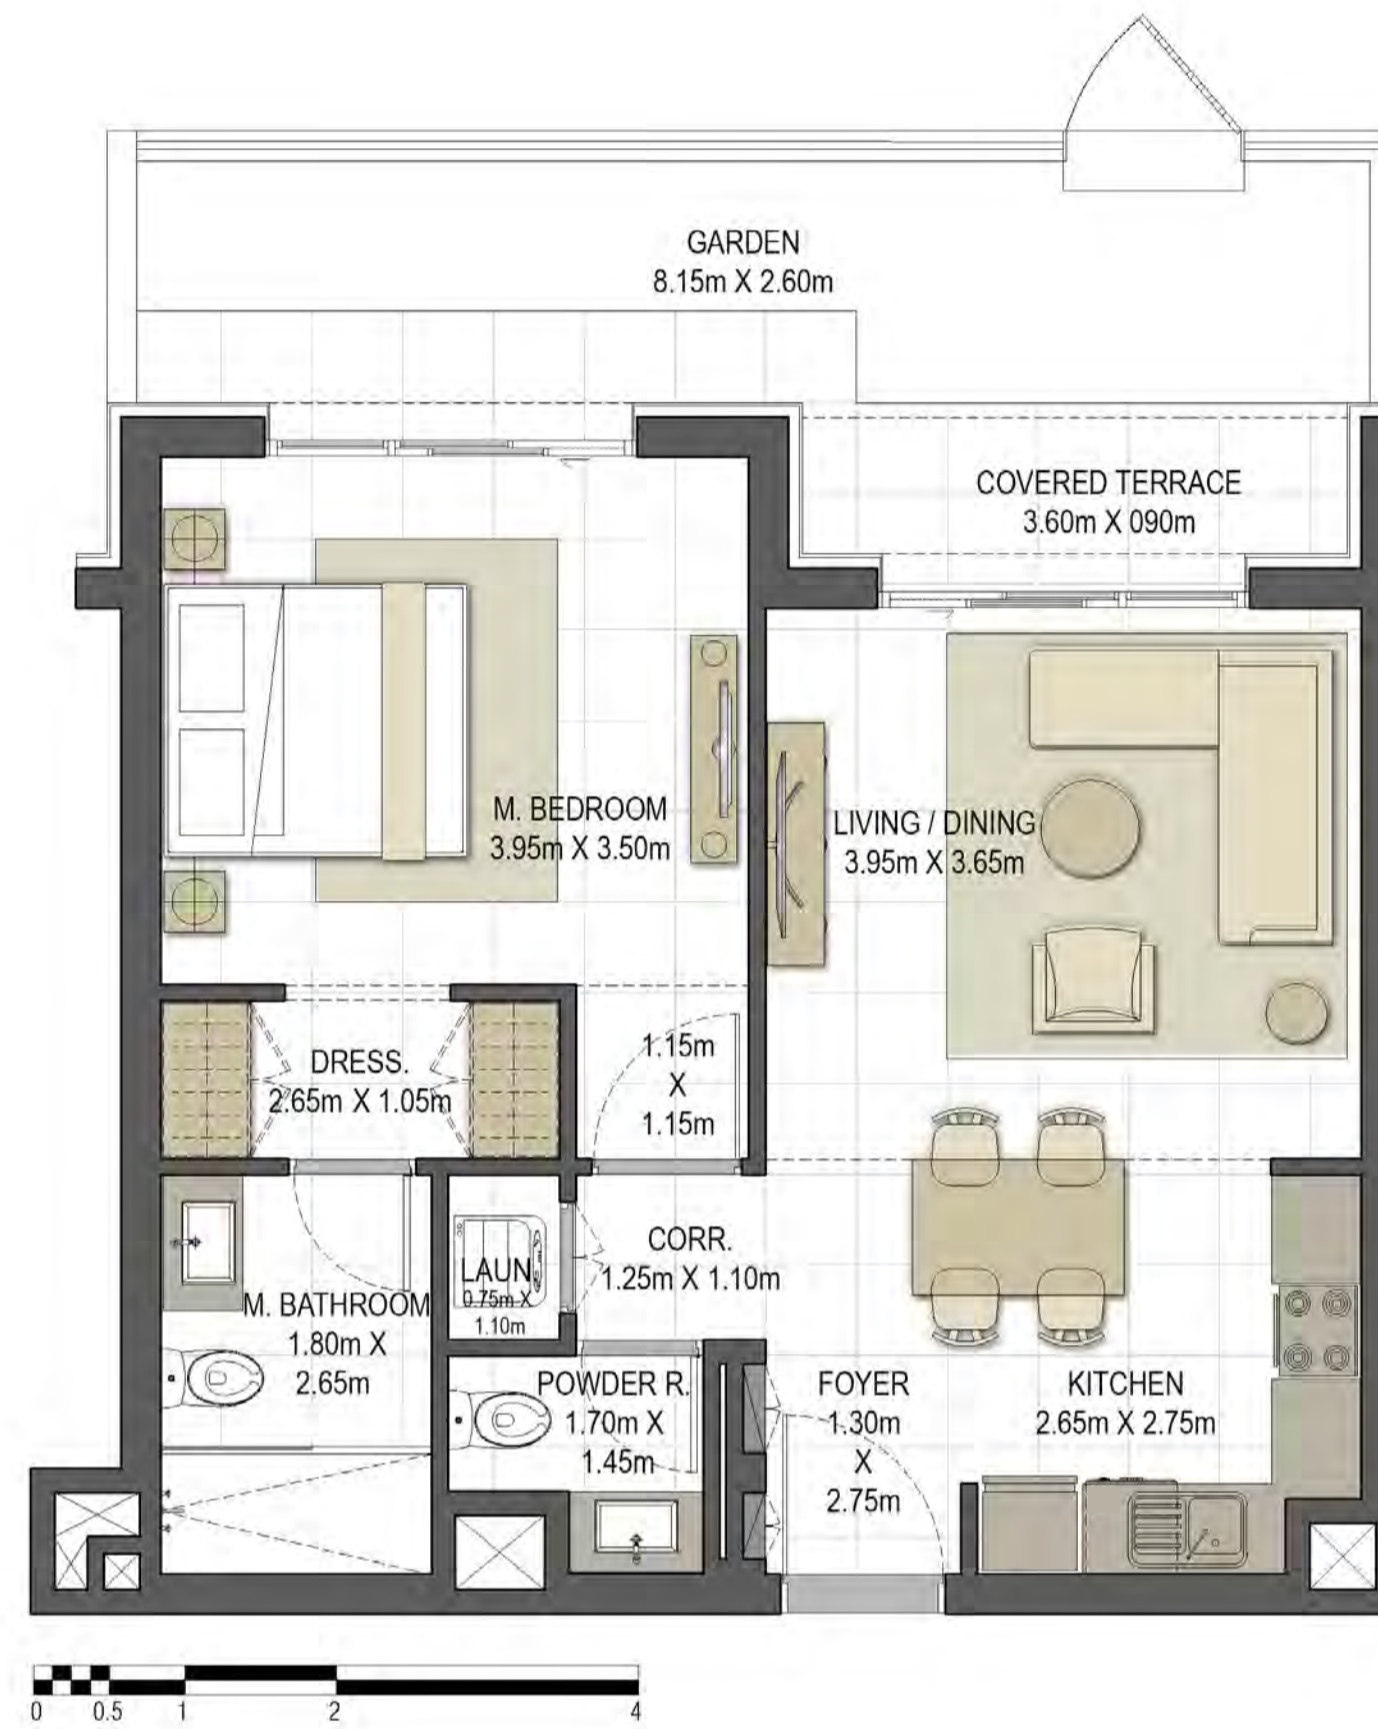 GARDEN
8.15m X 2.60m
COVERED TERRACE
3.60m X 090m
M. BEDROOM
3.95m X 3.50m
LIVING / DINING
3.95m X 3.65m
DRESS.
2.65m X 1.05m
1.15m
X
1.15m
CORR.
1.25m X 1.10m
LAUN.
0.75m X
1.10m
M. BATHROOM
1.80m X
2.65m
POWDER R.
1.70m X
1.45m
FOYER
1.30m
X
2.75m
KITCHEN
2.65m X 2.75m
0 0.5 1 2 4